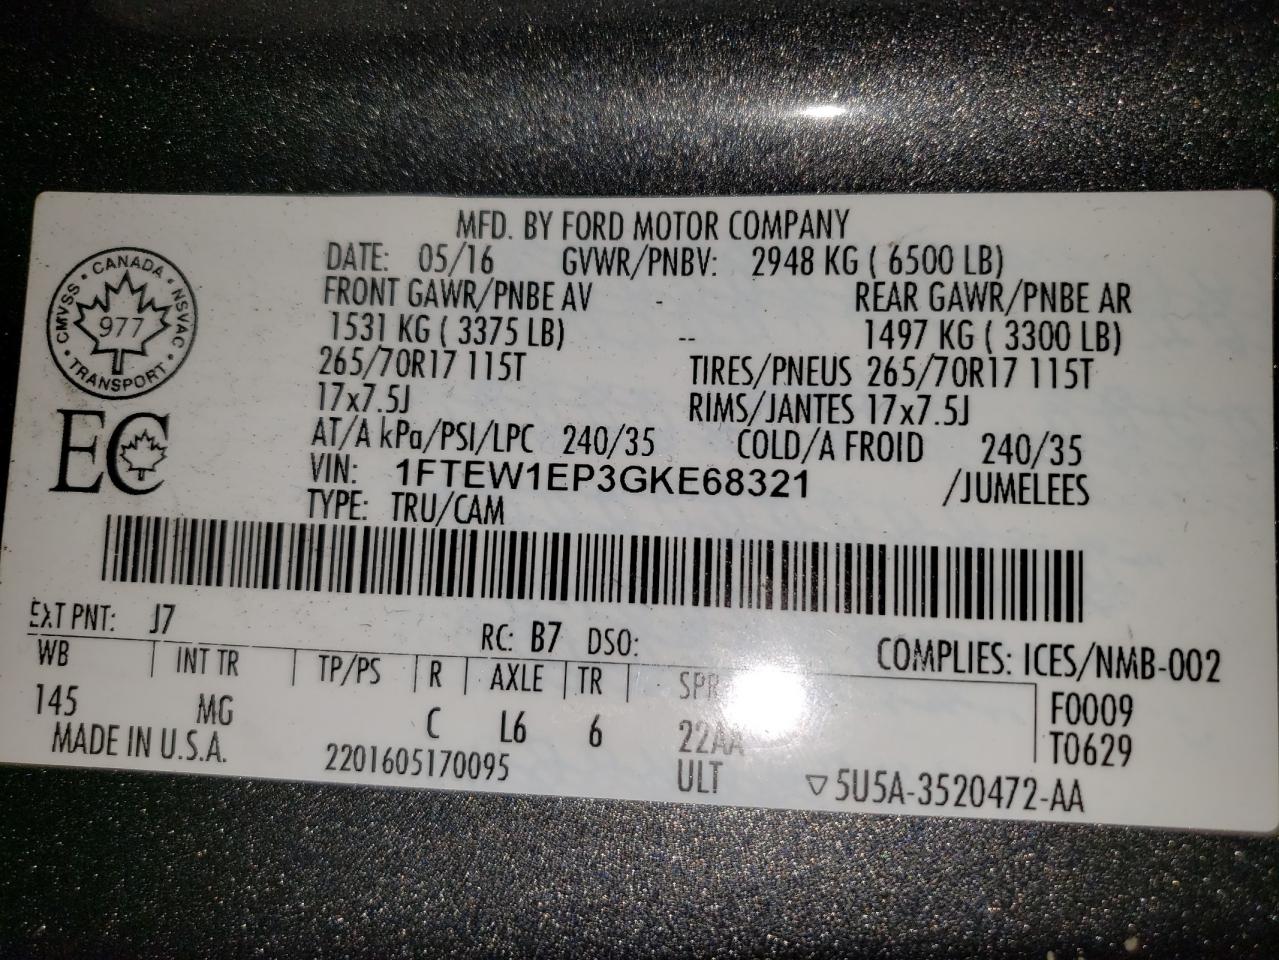 MFD. BY FORD MOTOR COMPANY
DATE: 05/16 GVWR/PNBV: 2948 KG ( 6500 LB)
FRONT GAWR/PNBE AV - REAR GAWR/PNBE AR
1531 KG ( 3375 LB) -- 1497 KG ( 3300 LB)
265/70R17 115T TIRES/PNEUS 265/70R17 115T
17x7.5J RIMS/JANTES 17x7.5J
AT/A kPa/PSI/LPC 240/35 COLD/A FROID 240/35
VIN: 1FTEW1EP3GKE68321 /JUMELEES
TYPE: TRU/CAM
CANADA · NSVAC · TRANSPORT · CMVSS
977
EC
EXT PNT: J7 RC: B7 DSO: COMPLIES: ICES/NMB-002
WB INT TR TP/PS R AXLE TR SPR F0009
145 MG C L6 6 22AA T0629
MADE IN U.S.A. 2201605170095 ULT ▽5U5A-3520472-AA